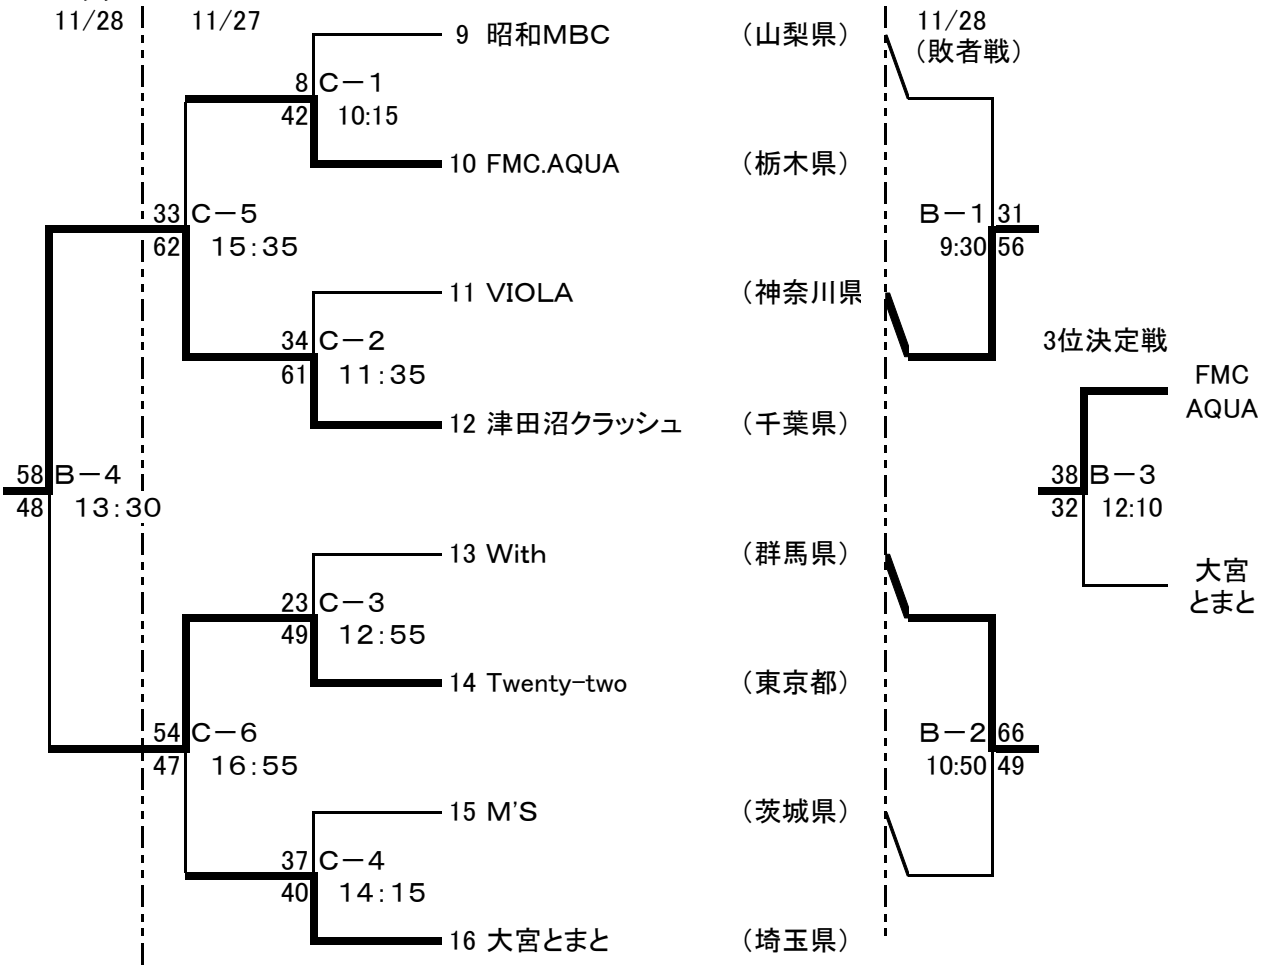 11/28
11/27
11/28
（敗者戦）
9 昭和MBC （山梨県）
8 C－1
42 10:15
10 FMC.AQUA （栃木県）
33 C－5
62 15:35
B－1 31
9:30 56
11 VIOLA （神奈川県
34 C－2
61 11:35
3位決定戦
FMC
AQUA
12 津田沼クラッシュ （千葉県）
58 B－4
48 13:30
38 B－3
32 12:10
13 With （群馬県）
大宮
とまと
23 C－3
49 12:55
14 Twenty-two （東京都）
54 C－6
47 16:55
B－2 66
10:50 49
15 M'S （茨城県）
37 C－4
40 14:15
16 大宮とまと （埼玉県）